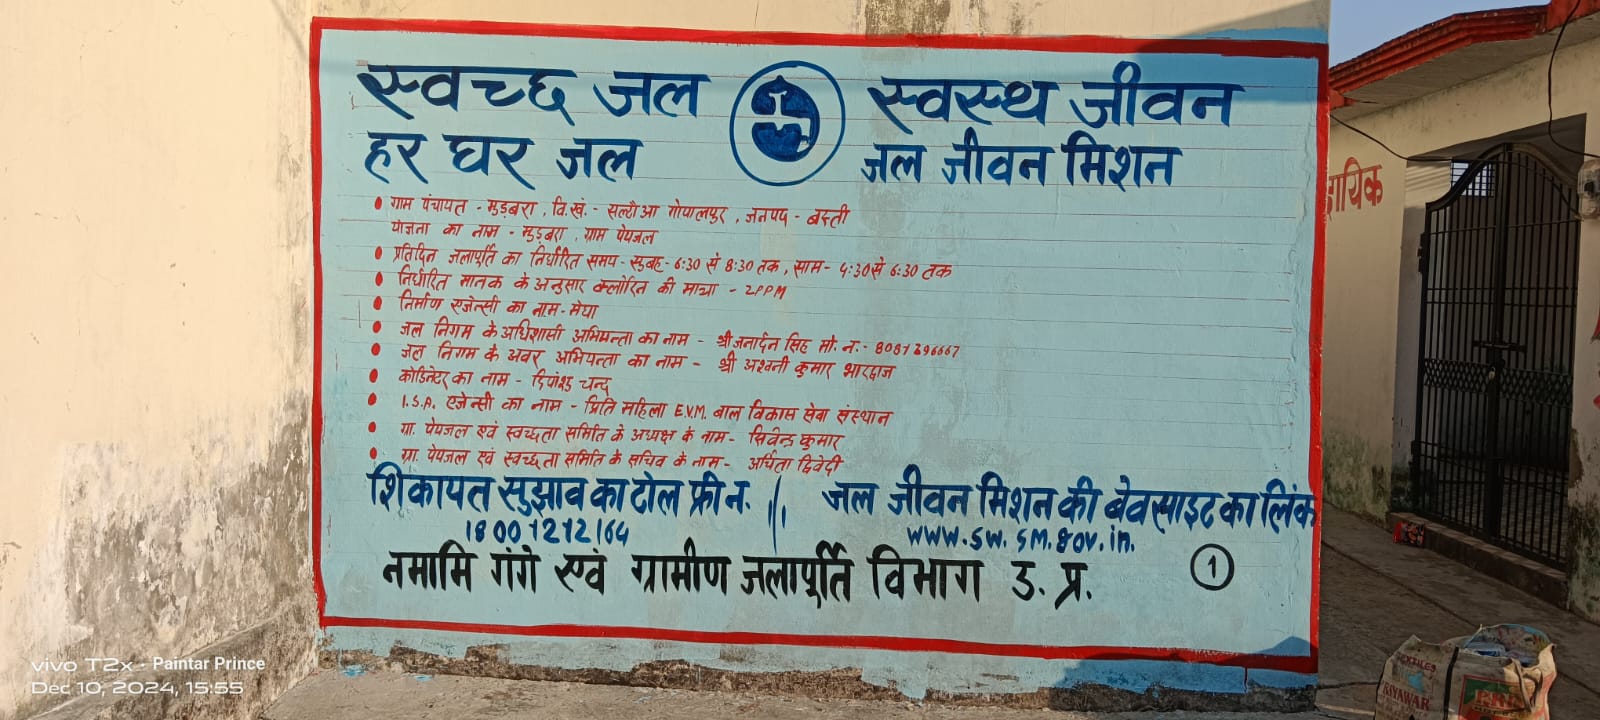 स्वच्छ जल स्वस्थ जीवन
हर घर जल जल जीवन मिशन
• ग्राम पंचायत - मुड़बरा, वि.खं. - सल्टौआ गोपालपुर, जनपद - बस्ती
योजना का नाम - मुड़बरा, ग्राम पेयजल
• प्रतिदिन जलापूर्ति का निर्धारित समय - सुबह - 6:30 से 8:30 तक, साम - 4:30 से 6:30 तक
• निर्धारित मानक के अनुसार क्लोरिन की मात्रा - 2PPM
• निर्माण एजेन्सी का नाम - मेघा
• जल निगम के अधिशासी अभियन्ता का नाम - श्री जनार्दन सिंह मो. न. -
• जल निगम के अवर अभियन्ता का नाम - श्री अश्वनी कुमार भारद्वाज
• कोडिनेटर का नाम - दिपांशु चन्द
• I.S.A. एजेन्सी का नाम - प्रिति महिला E.V.M. बाल विकास सेवा संस्थान
• ग्रा. पेयजल एवं स्वच्छता समिति के अध्यक्ष के नाम - सिवेन्द्र कुमार
• ग्रा. पेयजल एवं स्वच्छता समिति के सचिव के नाम - अर्चिता द्विवेदी
शिकायत सुझाव का टोल फ्री न. जल जीवन मिशन की बेवसाइट का लिंक
1800 1212164 www.sw.sm.gov.in.
नमामि गंगे एवं ग्रामीण जलापूर्ति विभाग उ. प्र. 1
vivo T2x · Paintar Prince
Dec 10, 2024, 15:55